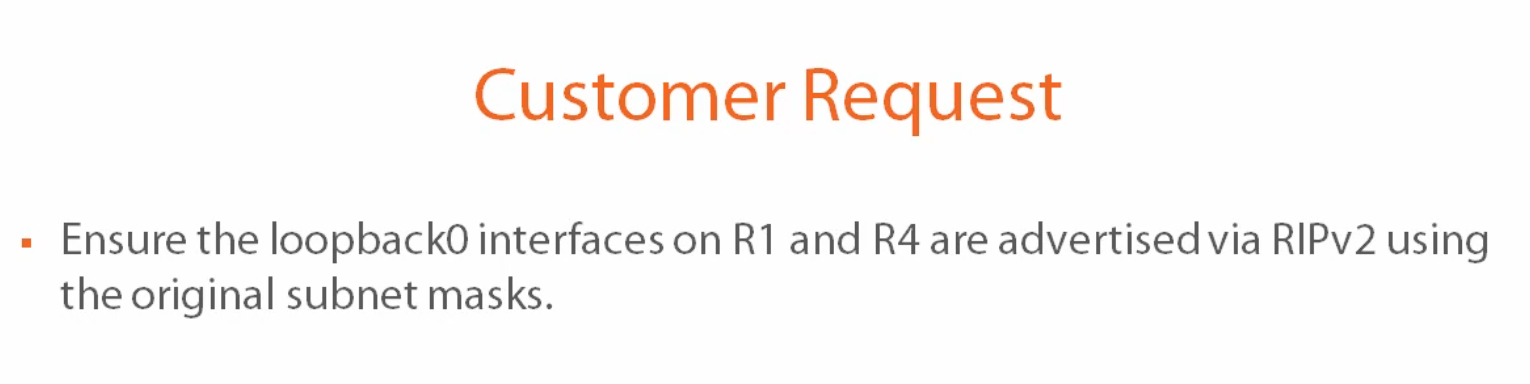 Customer Request
▪ Ensure the loopback0 interfaces on R1 and R4 are advertised via RIPv2 using
the original subnet masks.